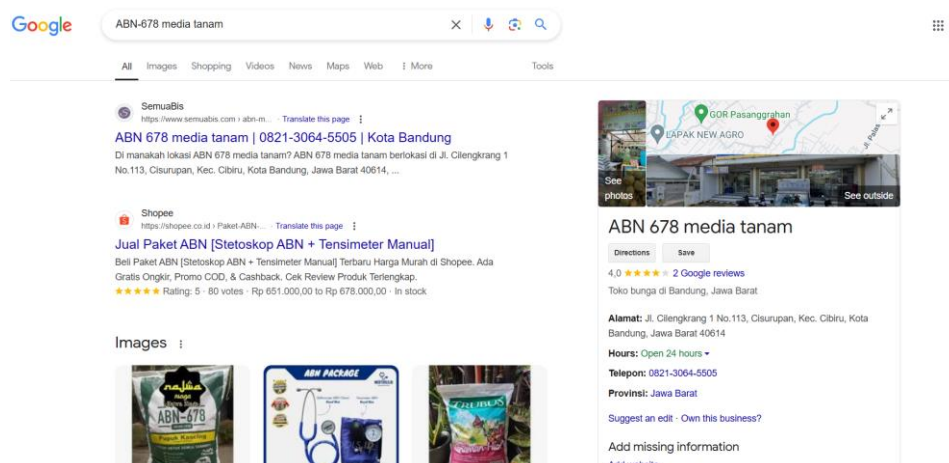 Google
ABN-678 media tanam
All Images Shopping Videos News Maps Web More Tools
SemuaBis
https://www.semuabis.com › abn-m... · Translate this page
ABN 678 media tanam | 0821-3064-5505 | Kota Bandung
Di manakah lokasi ABN 678 media tanam? ABN 678 media tanam berlokasi di Jl. Cilengkrang 1
No.113, Cisurupan, Kec. Cibiru, Kota Bandung, Jawa Barat 40614, ...
Shopee
https://shopee.co.id › Paket-ABN-... · Translate this page
Jual Paket ABN [Stetoskop ABN + Tensimeter Manual]
Beli Paket ABN [Stetoskop ABN + Tensimeter Manual] Terbaru Harga Murah di Shopee. Ada
Gratis Ongkir, Promo COD, & Cashback. Cek Review Produk Terlengkap.
Rating: 5 · 80 votes · Rp 651.000,00 to Rp 678.000,00 · In stock
Images
ABN-678
Pupuk Kascing
ABN PACKAGE
GOR Pasanggrahan
LAPAK NEW AGRO
See
photos
See outside
ABN 678 media tanam
Directions Save
4,0 2 Google reviews
Toko bunga di Bandung, Jawa Barat
Alamat: Jl. Cilengkrang 1 No.113, Cisurupan, Kec. Cibiru, Kota
Bandung, Jawa Barat 40614
Hours: Open 24 hours
Telepon: 0821-3064-5505
Provinsi: Jawa Barat
Suggest an edit · Own this business?
Add missing information